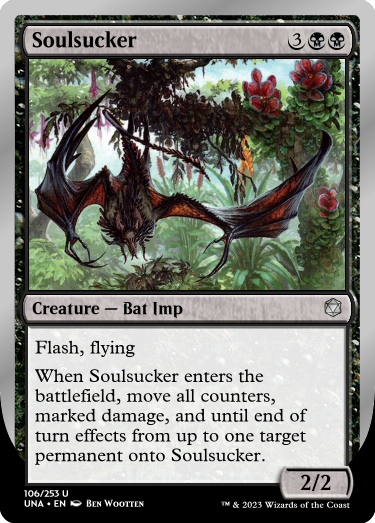 Soulsucker 3
Creature — Bat Imp
Flash, flying
When Soulsucker enters the
battlefield, move all counters,
marked damage, and until end of
turn effects from up to one target
permanent onto Soulsucker.
2/2
106/253 U
UNA • EN Ben Wootten
™ & 2023 Wizards of the Coast